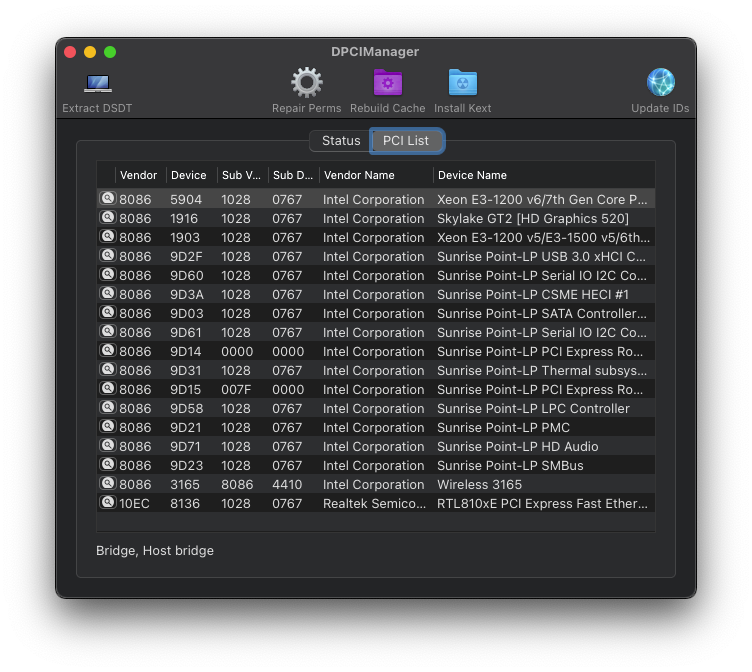 DPCIManager
Extract DSDT Repair Perms Rebuild Cache Install Kext Update IDs
Status PCI List
Vendor Device Sub V... Sub D... Vendor Name Device Name
8086 5904 1028 0767 Intel Corporation Xeon E3-1200 v6/7th Gen Core P...
8086 1916 1028 0767 Intel Corporation Skylake GT2 [HD Graphics 520]
8086 1903 1028 0767 Intel Corporation Xeon E3-1200 v5/E3-1500 v5/6th...
8086 9D2F 1028 0767 Intel Corporation Sunrise Point-LP USB 3.0 xHCI C...
8086 9D60 1028 0767 Intel Corporation Sunrise Point-LP Serial IO I2C Co...
8086 9D3A 1028 0767 Intel Corporation Sunrise Point-LP CSME HECI #1
8086 9D03 1028 0767 Intel Corporation Sunrise Point-LP SATA Controller...
8086 9D61 1028 0767 Intel Corporation Sunrise Point-LP Serial IO I2C Co...
8086 9D14 0000 0000 Intel Corporation Sunrise Point-LP PCI Express Ro...
8086 9D31 1028 0767 Intel Corporation Sunrise Point-LP Thermal subsys...
8086 9D15 007F 0000 Intel Corporation Sunrise Point-LP PCI Express Ro...
8086 9D58 1028 0767 Intel Corporation Sunrise Point-LP LPC Controller
8086 9D21 1028 0767 Intel Corporation Sunrise Point-LP PMC
8086 9D71 1028 0767 Intel Corporation Sunrise Point-LP HD Audio
8086 9D23 1028 0767 Intel Corporation Sunrise Point-LP SMBus
8086 3165 8086 4410 Intel Corporation Wireless 3165
10EC 8136 1028 0767 Realtek Semico... RTL810xE PCI Express Fast Ether...
Bridge, Host bridge